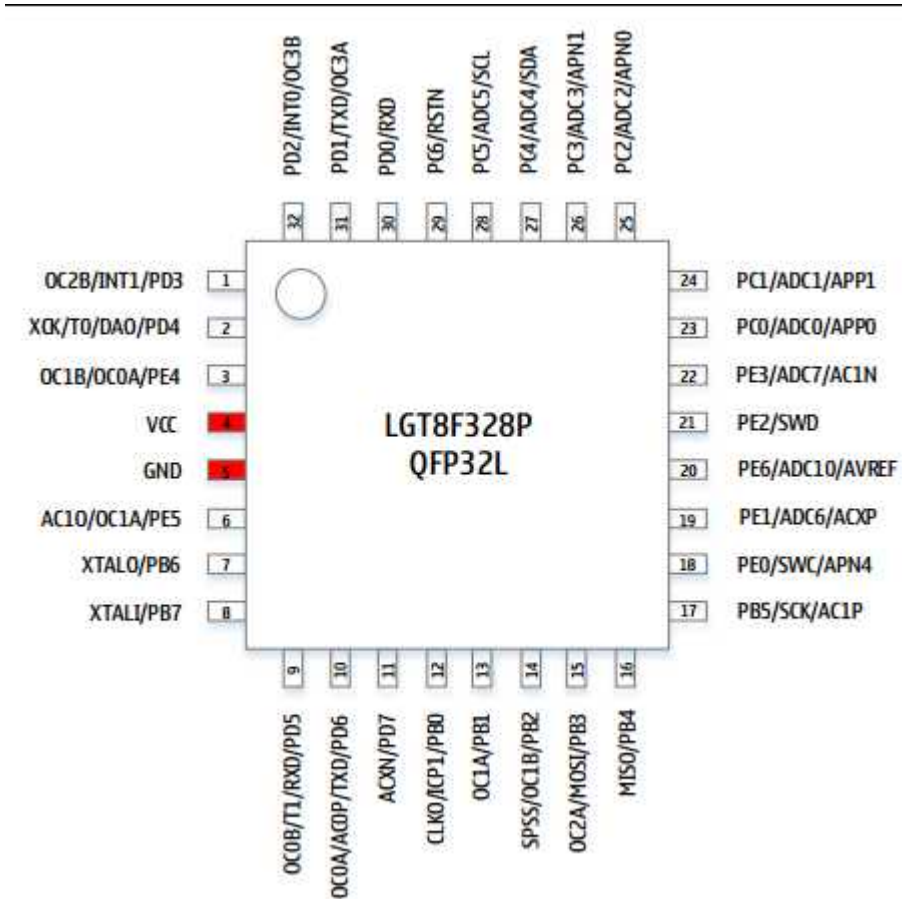 PD2/INT0/OC3B
PD1/TXD/OC3A
PD0/RXD
PC6/RSTN
PC5/ADC5/SCL
PC4/ADC4/SDA
PC3/ADC3/APN1
PC2/ADC2/APN0
32
31
30
29
28
27
26
25
OC2B/INT1/PD3 1
XCK/T0/DAO/PD4 2
OC1B/OC0A/PE4 3
VCC 4
GND 5
AC1O/OC1A/PE5 6
XTALO/PB6 7
XTALI/PB7 8
LGT8F328P
QFP32L
24 PC1/ADC1/APP1
23 PC0/ADC0/APP0
22 PE3/ADC7/AC1N
21 PE2/SWD
20 PE6/ADC10/AVREF
19 PE1/ADC6/ACXP
18 PE0/SWC/APN4
17 PB5/SCK/AC1P
9
10
11
12
13
14
15
16
OC0B/T1/RXD/PD5
OC0A/AC0P/TXD/PD6
ACXN/PD7
CLKO/ICP1/PB0
OC1A/PB1
SPSS/OC1B/PB2
OC2A/MOSI/PB3
MISO/PB4